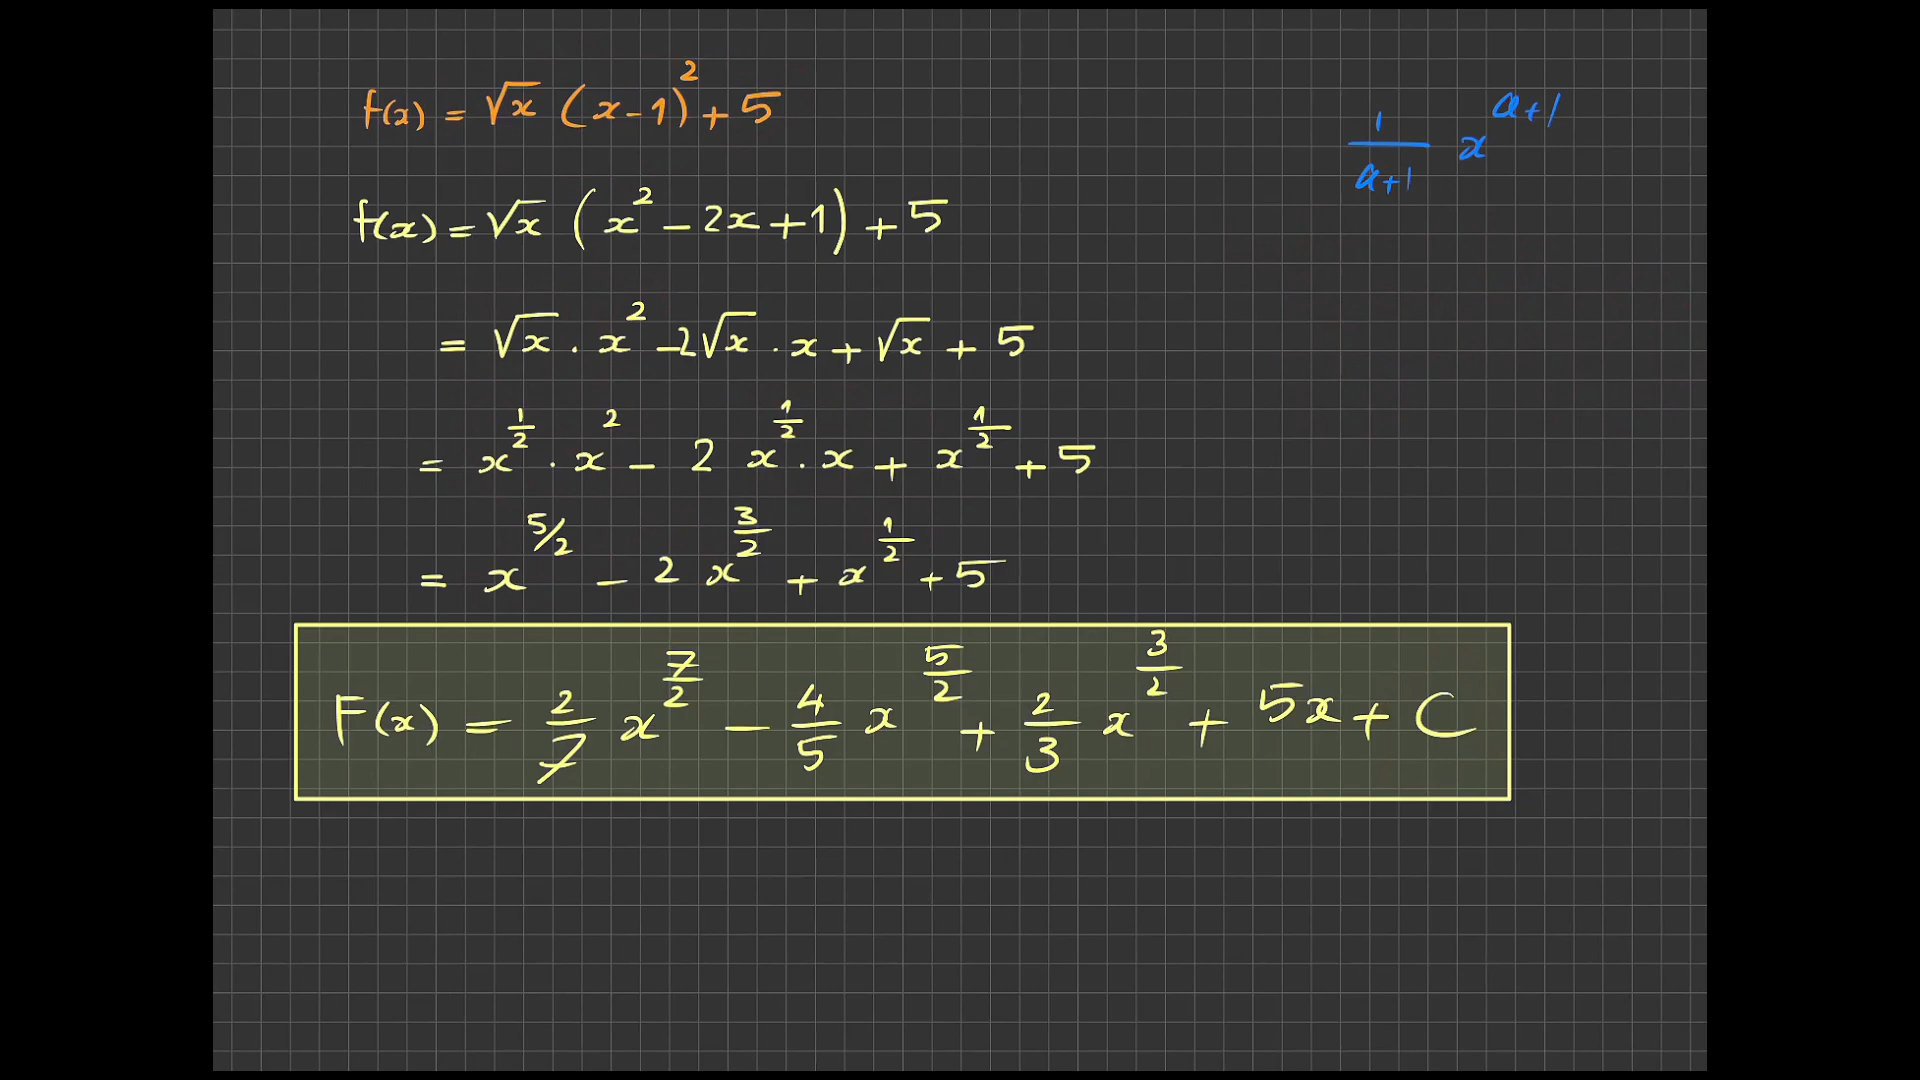 f(x) = √x (x-1)² + 5
1/(a+1) x^(a+1)
f(x) = √x (x² - 2x + 1) + 5
= √x · x² - 2√x · x + √x + 5
= x^(1/2) · x² - 2 x^(1/2) · x + x^(1/2) + 5
= x^(5/2) - 2 x^(3/2) + x^(1/2) + 5
F(x) = 2/7 x^(7/2) - 4/5 x^(5/2) + 2/3 x^(3/2) + 5x + C